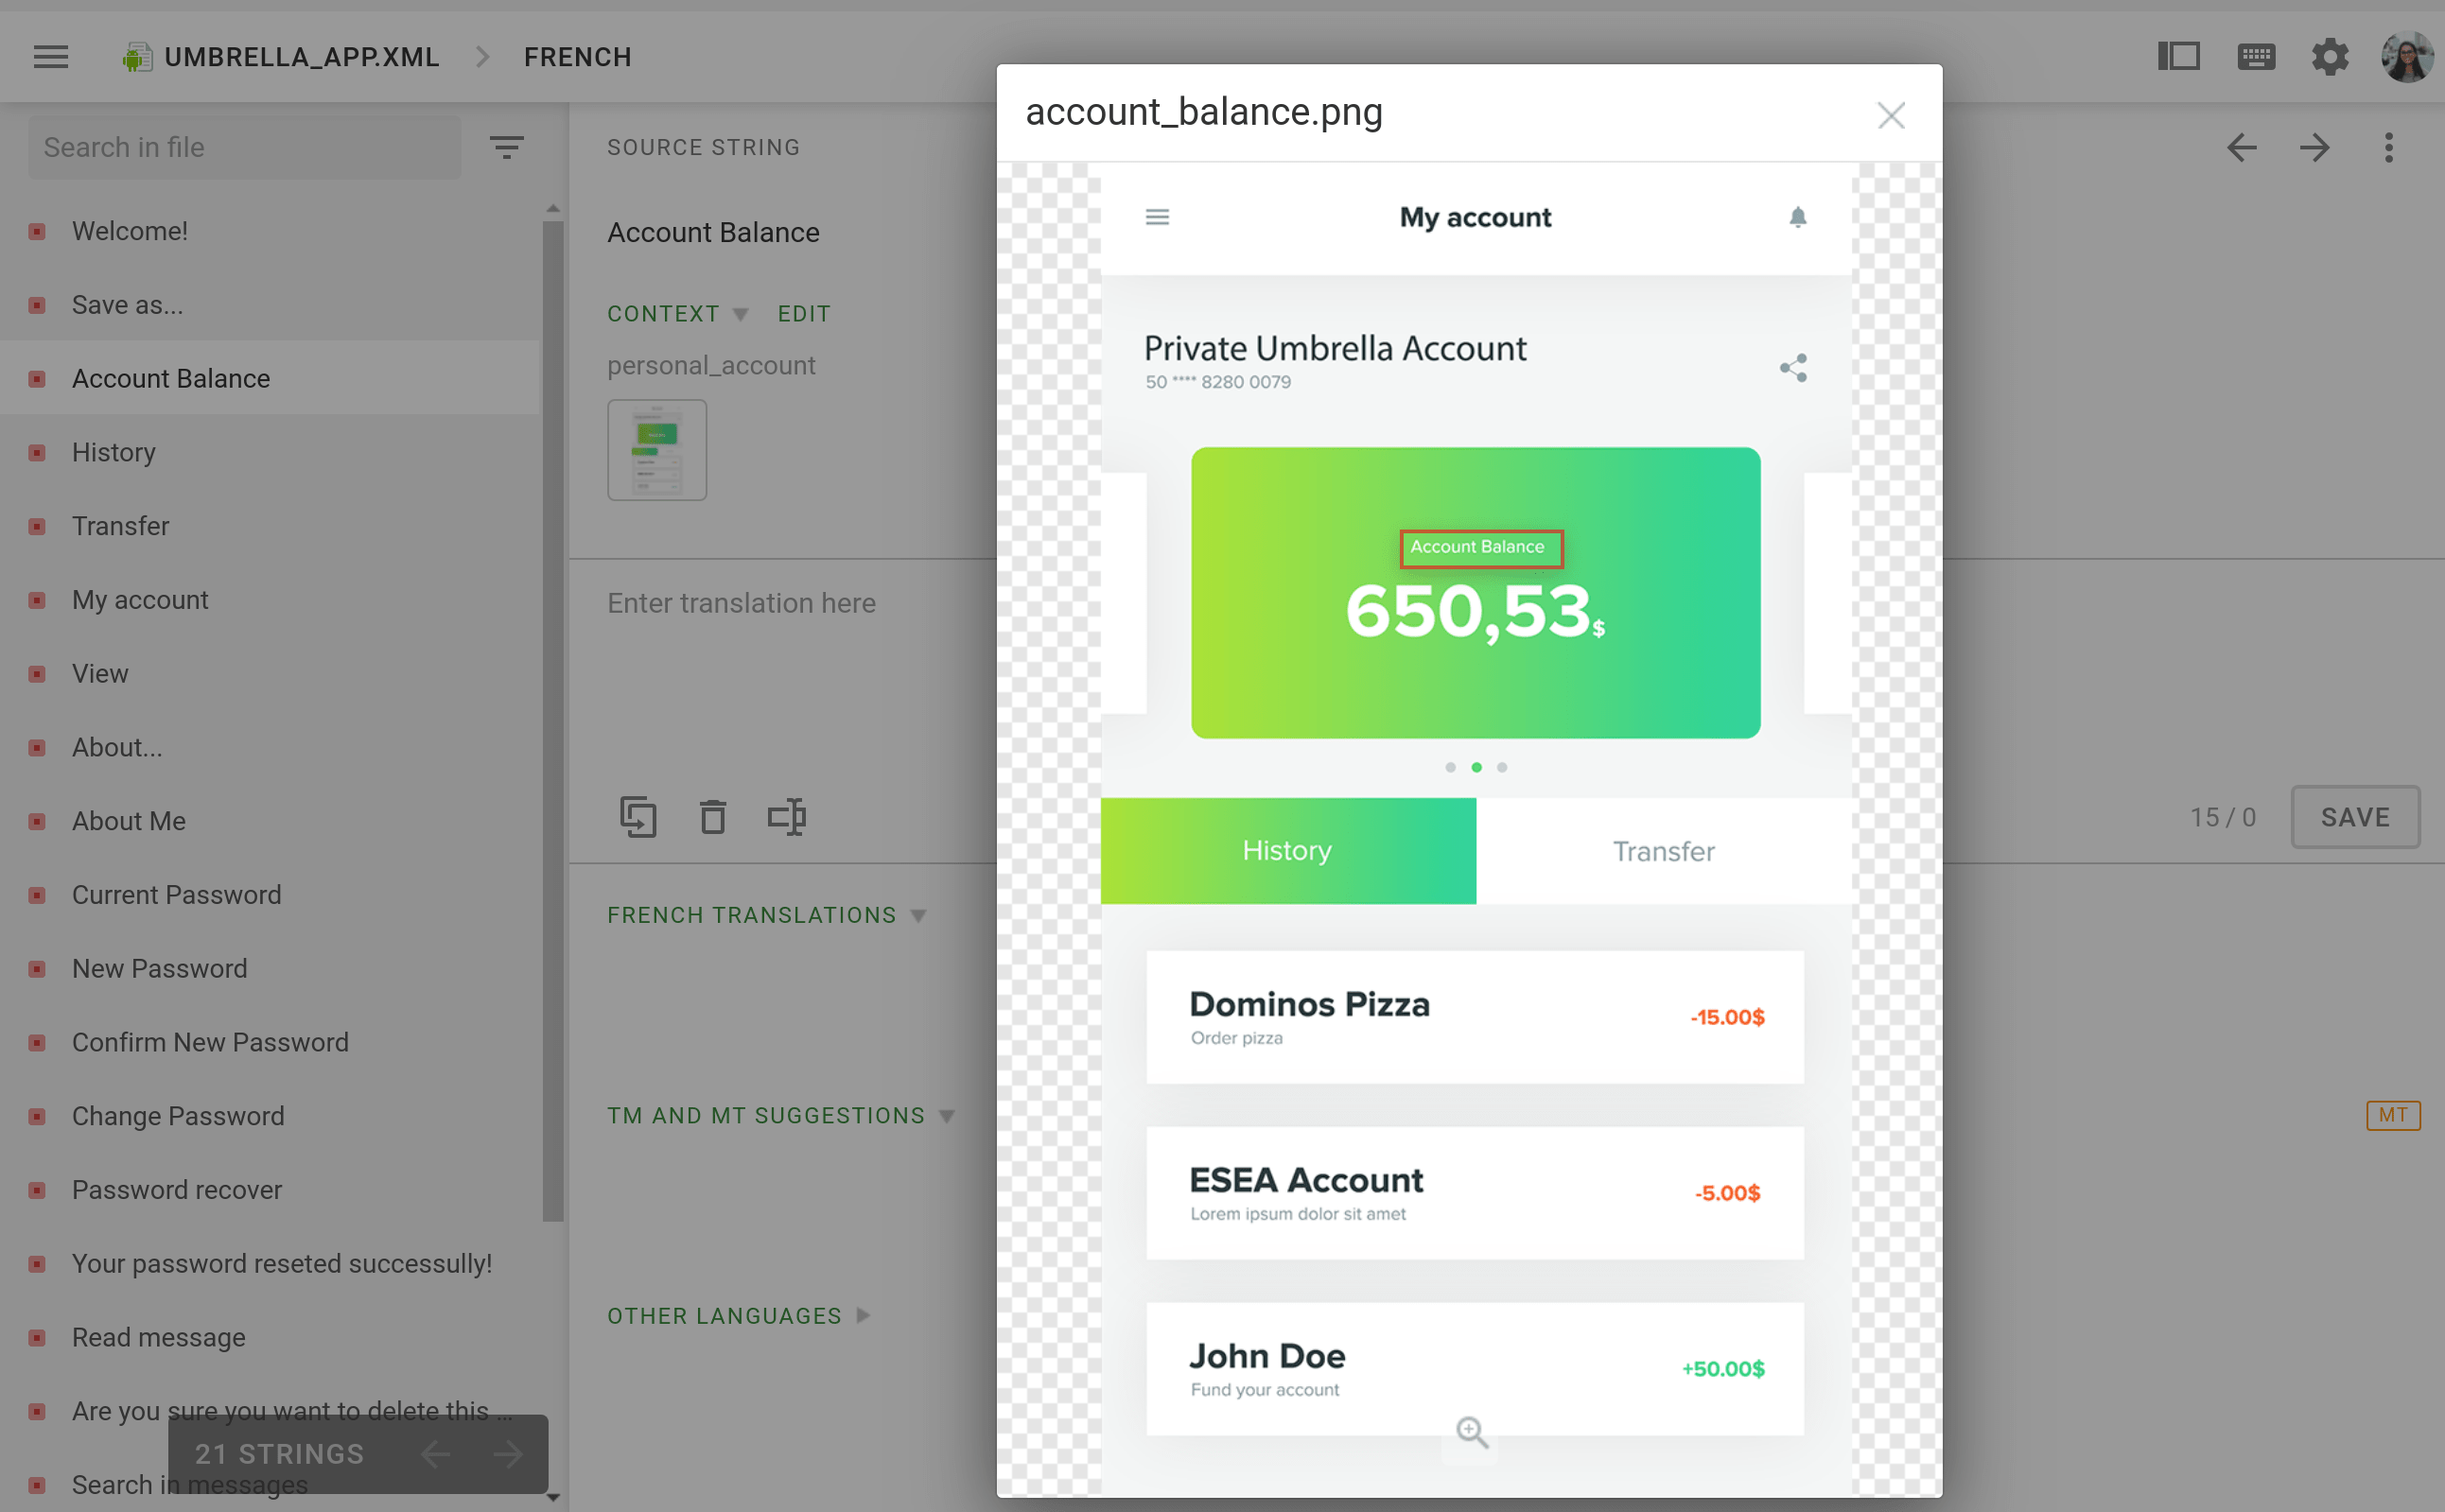 UMBRELLA_APP.XML
FRENCH
Search in file
Welcome!
Save as...
Account Balance
History
Transfer
My account
View
About...
About Me
Current Password
New Password
Confirm New Password
Change Password
Password recover
Your password reseted successully!
Read message
Are you sure you want to delete this ...
Search in messages
21 STRINGS
SOURCE STRING
Account Balance
CONTEXT EDIT
personal_account
Enter translation here
15 / 0 SAVE
FRENCH TRANSLATIONS
TM AND MT SUGGESTIONS
MT
OTHER LANGUAGES
account_balance.png
My account
Private Umbrella Account
50 **** 8280 0079
Account Balance
650,53$
History Transfer
Dominos Pizza
Order pizza
-15.00$
ESEA Account
Lorem ipsum dolor sit amet
-5.00$
John Doe
Fund your account
+50.00$